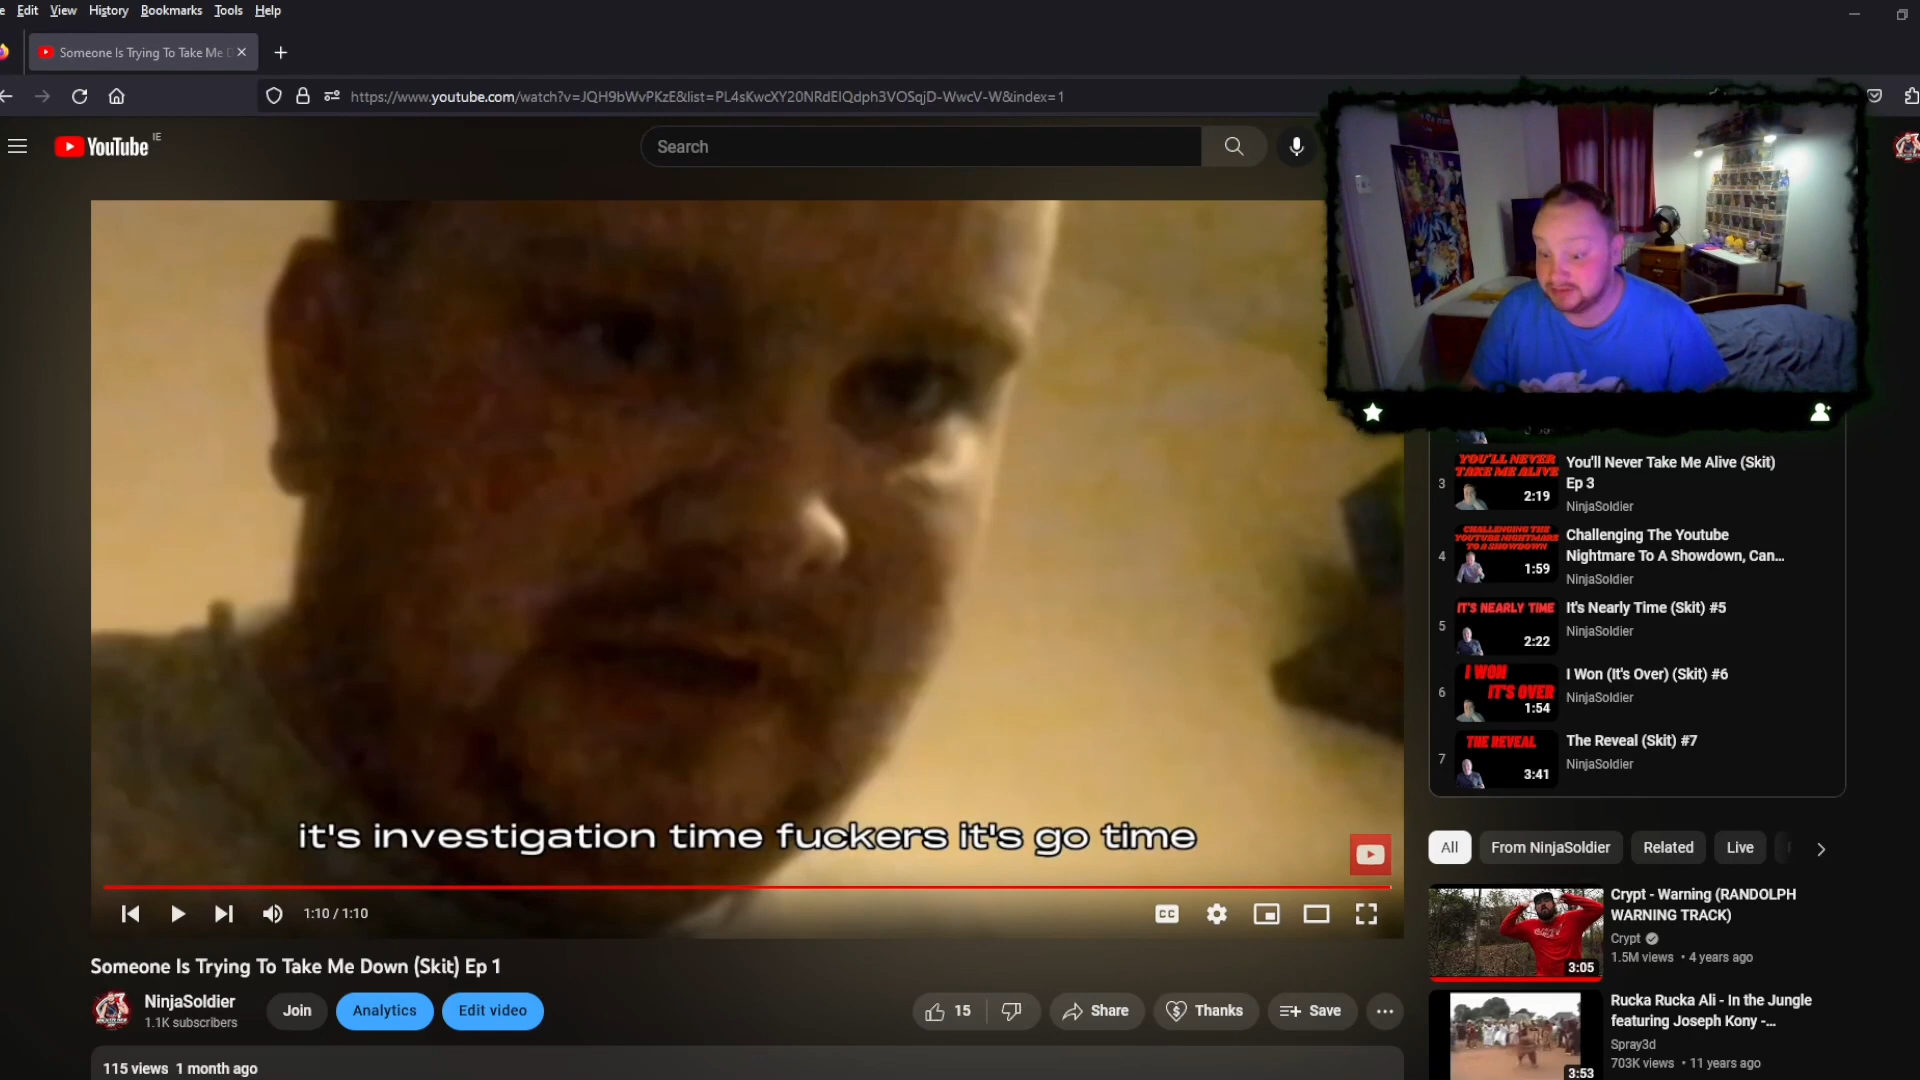 Edit View History Bookmarks Tools Help
Someone Is Trying To Take Me
https://www.youtube.com/watch?v=JQH9bWvPKzE&list=PL4sKwcXY20NRdEIQdph3VOSqjD-WwcV-W&index=1
YouTube IE
Search
YOU'LL NEVER
TAKE ME ALIVE
2:19
3
You'll Never Take Me Alive (Skit)
Ep 3
NinjaSoldier
CHALLENGING THE
YOUTUBE NIGHTMARE
TO A SHOWDOWN
1:59
4
Challenging The Youtube
Nightmare To A Showdown, Can...
NinjaSoldier
IT'S NEARLY TIME
2:22
5
It's Nearly Time (Skit) #5
NinjaSoldier
I WON
IT'S OVER
1:54
6
I Won (It's Over) (Skit) #6
NinjaSoldier
THE REVEAL
3:41
7
The Reveal (Skit) #7
NinjaSoldier
it's investigation time fuckers it's go time
1:10 / 1:10
CC
All
From NinjaSoldier
Related
Live
Someone Is Trying To Take Me Down (Skit) Ep 1
NinjaSoldier
1.1K subscribers
Join
Analytics
Edit video
15
Share
Thanks
Save
115 views 1 month ago
3:05
Crypt - Warning (RANDOLPH
WARNING TRACK)
Crypt
1.5M views • 4 years ago
3:53
Rucka Rucka Ali - In the Jungle
featuring Joseph Kony -...
Spray3d
703K views • 11 years ago